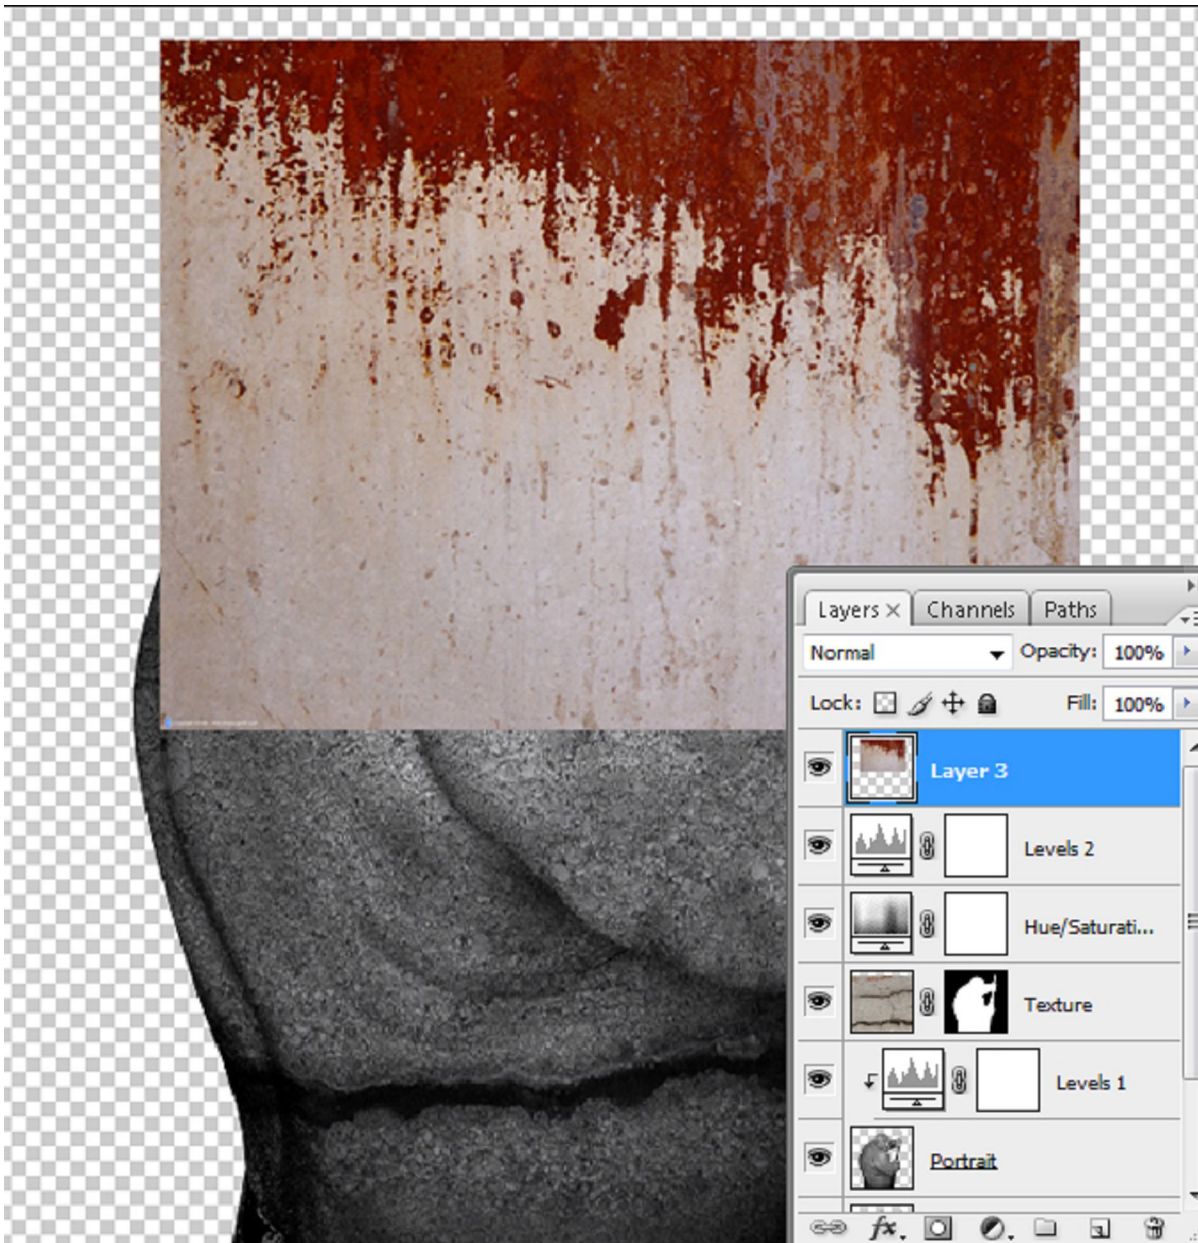 Layers Channels Paths
Normal Opacity: 100%
Lock: Fill: 100%
Layer 3
Levels 2
Hue/Saturati...
Texture
Levels 1
Portrait
fx.